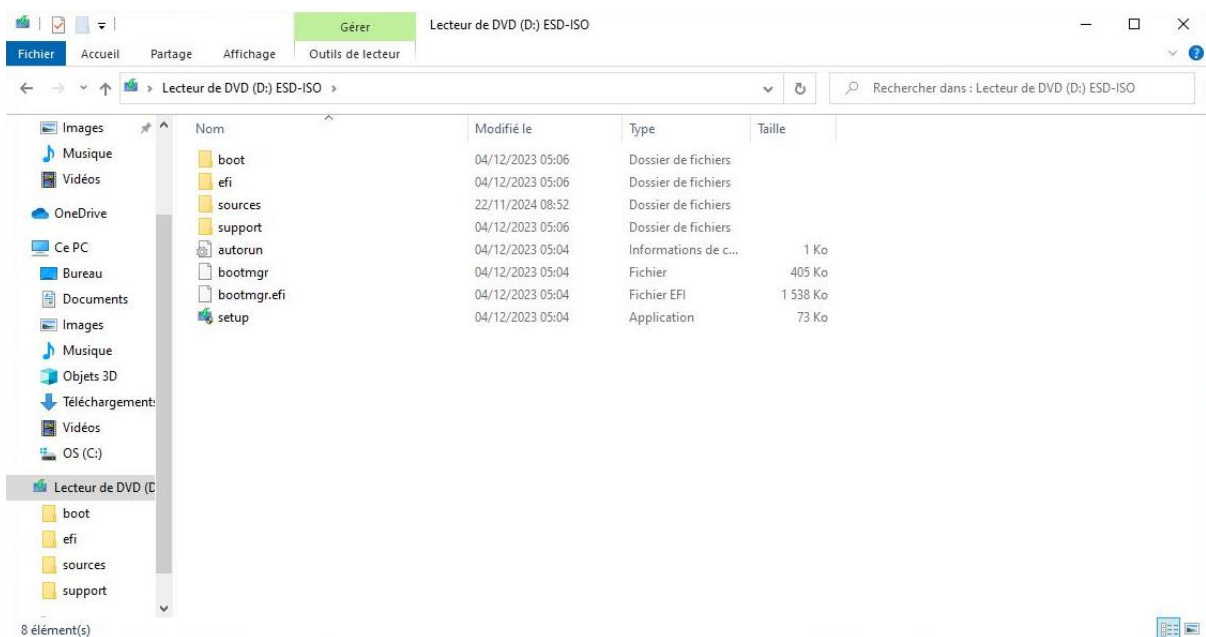 Gérer
Lecteur de DVD (D:) ESD-ISO
Fichier Accueil Partage Affichage Outils de lecteur
Lecteur de DVD (D:) ESD-ISO
Rechercher dans : Lecteur de DVD (D:) ESD-ISO
Images
Musique
Vidéos
OneDrive
Ce PC
Bureau
Documents
Images
Musique
Objets 3D
Téléchargements
Vidéos
OS (C:)
Lecteur de DVD (D
boot
efi
sources
support
Nom Modifié le Type Taille
boot 04/12/2023 05:06 Dossier de fichiers
efi 04/12/2023 05:06 Dossier de fichiers
sources 22/11/2024 08:52 Dossier de fichiers
support 04/12/2023 05:06 Dossier de fichiers
autorun 04/12/2023 05:04 Informations de c... 1 Ko
bootmgr 04/12/2023 05:04 Fichier 405 Ko
bootmgr.efi 04/12/2023 05:04 Fichier EFI 1 538 Ko
setup 04/12/2023 05:04 Application 73 Ko
8 élément(s)